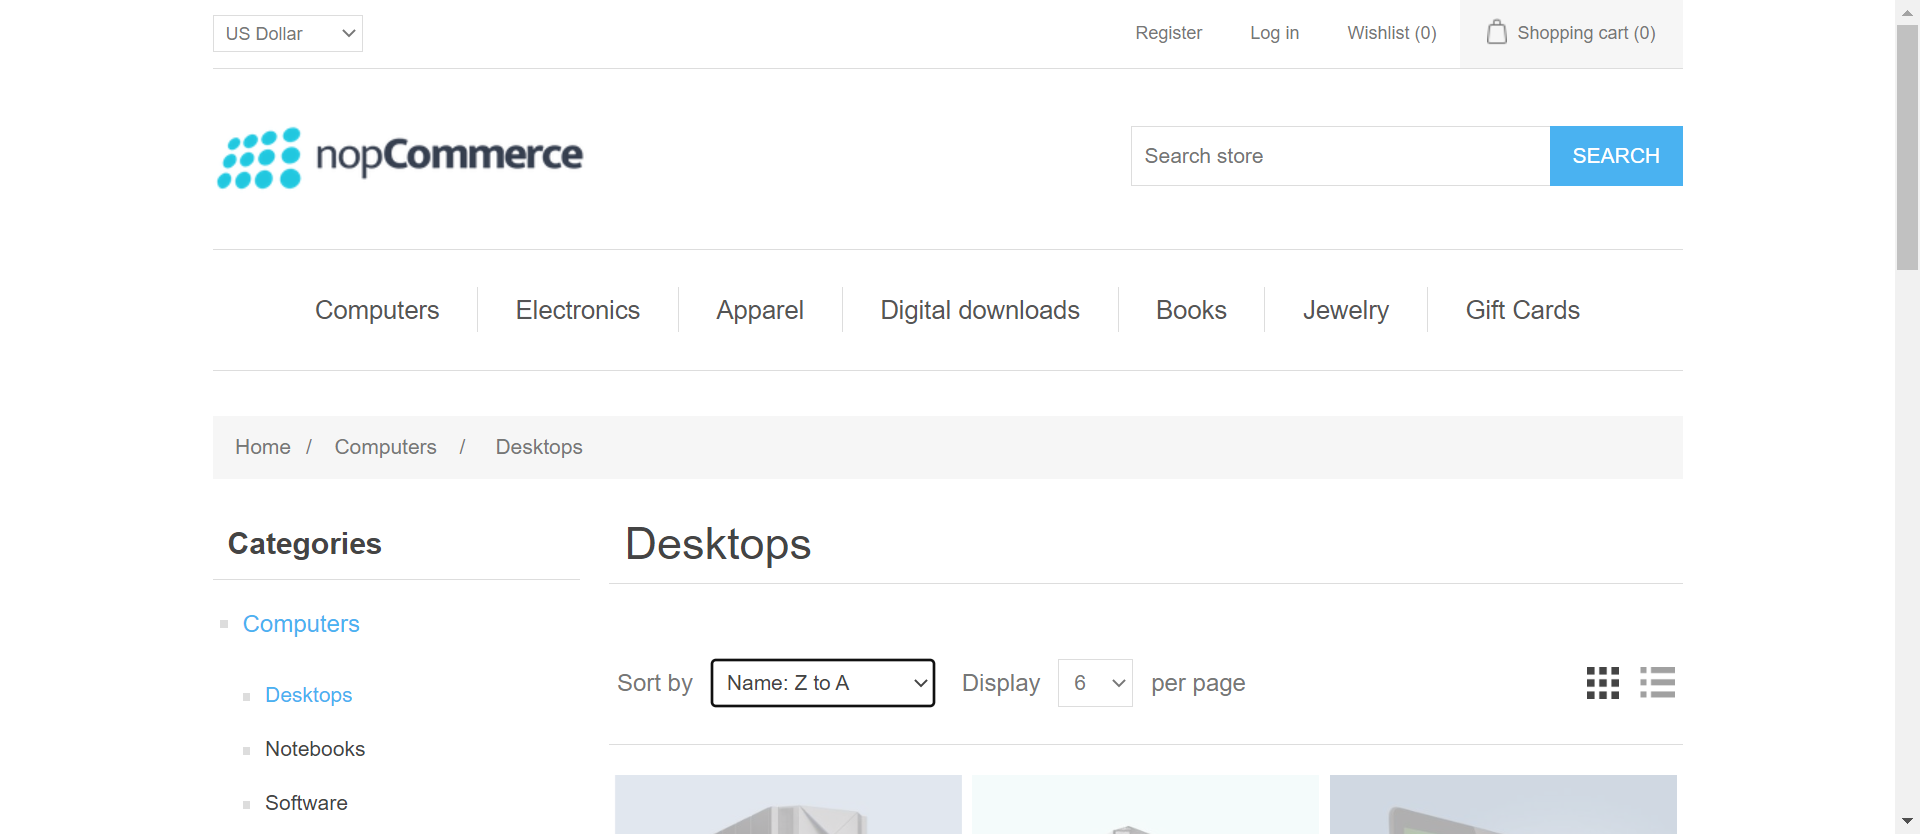 US Dollar
Register
Log in
Wishlist (0)
Shopping cart (0)
nopCommerce
Search store
SEARCH
Computers
Electronics
Apparel
Digital downloads
Books
Jewelry
Gift Cards
Home / Computers / Desktops
Categories
Computers
Desktops
Notebooks
Software
Desktops
Sort by Name: Z to A Display 6 per page